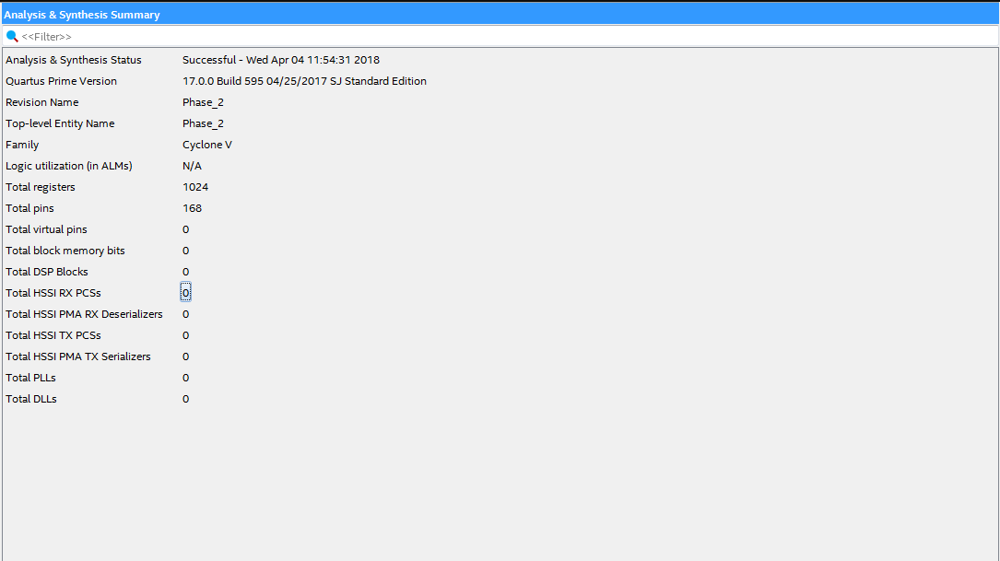 Analysis & Synthesis Summary
<<Filter>>
Analysis & Synthesis Status Successful - Wed Apr 04 11:54:31 2018
Quartus Prime Version 17.0.0 Build 595 04/25/2017 SJ Standard Edition
Revision Name Phase_2
Top-level Entity Name Phase_2
Family Cyclone V
Logic utilization (in ALMs) N/A
Total registers 1024
Total pins 168
Total virtual pins 0
Total block memory bits 0
Total DSP Blocks 0
Total HSSI RX PCSs 0
Total HSSI PMA RX Deserializers 0
Total HSSI TX PCSs 0
Total HSSI PMA TX Serializers 0
Total PLLs 0
Total DLLs 0